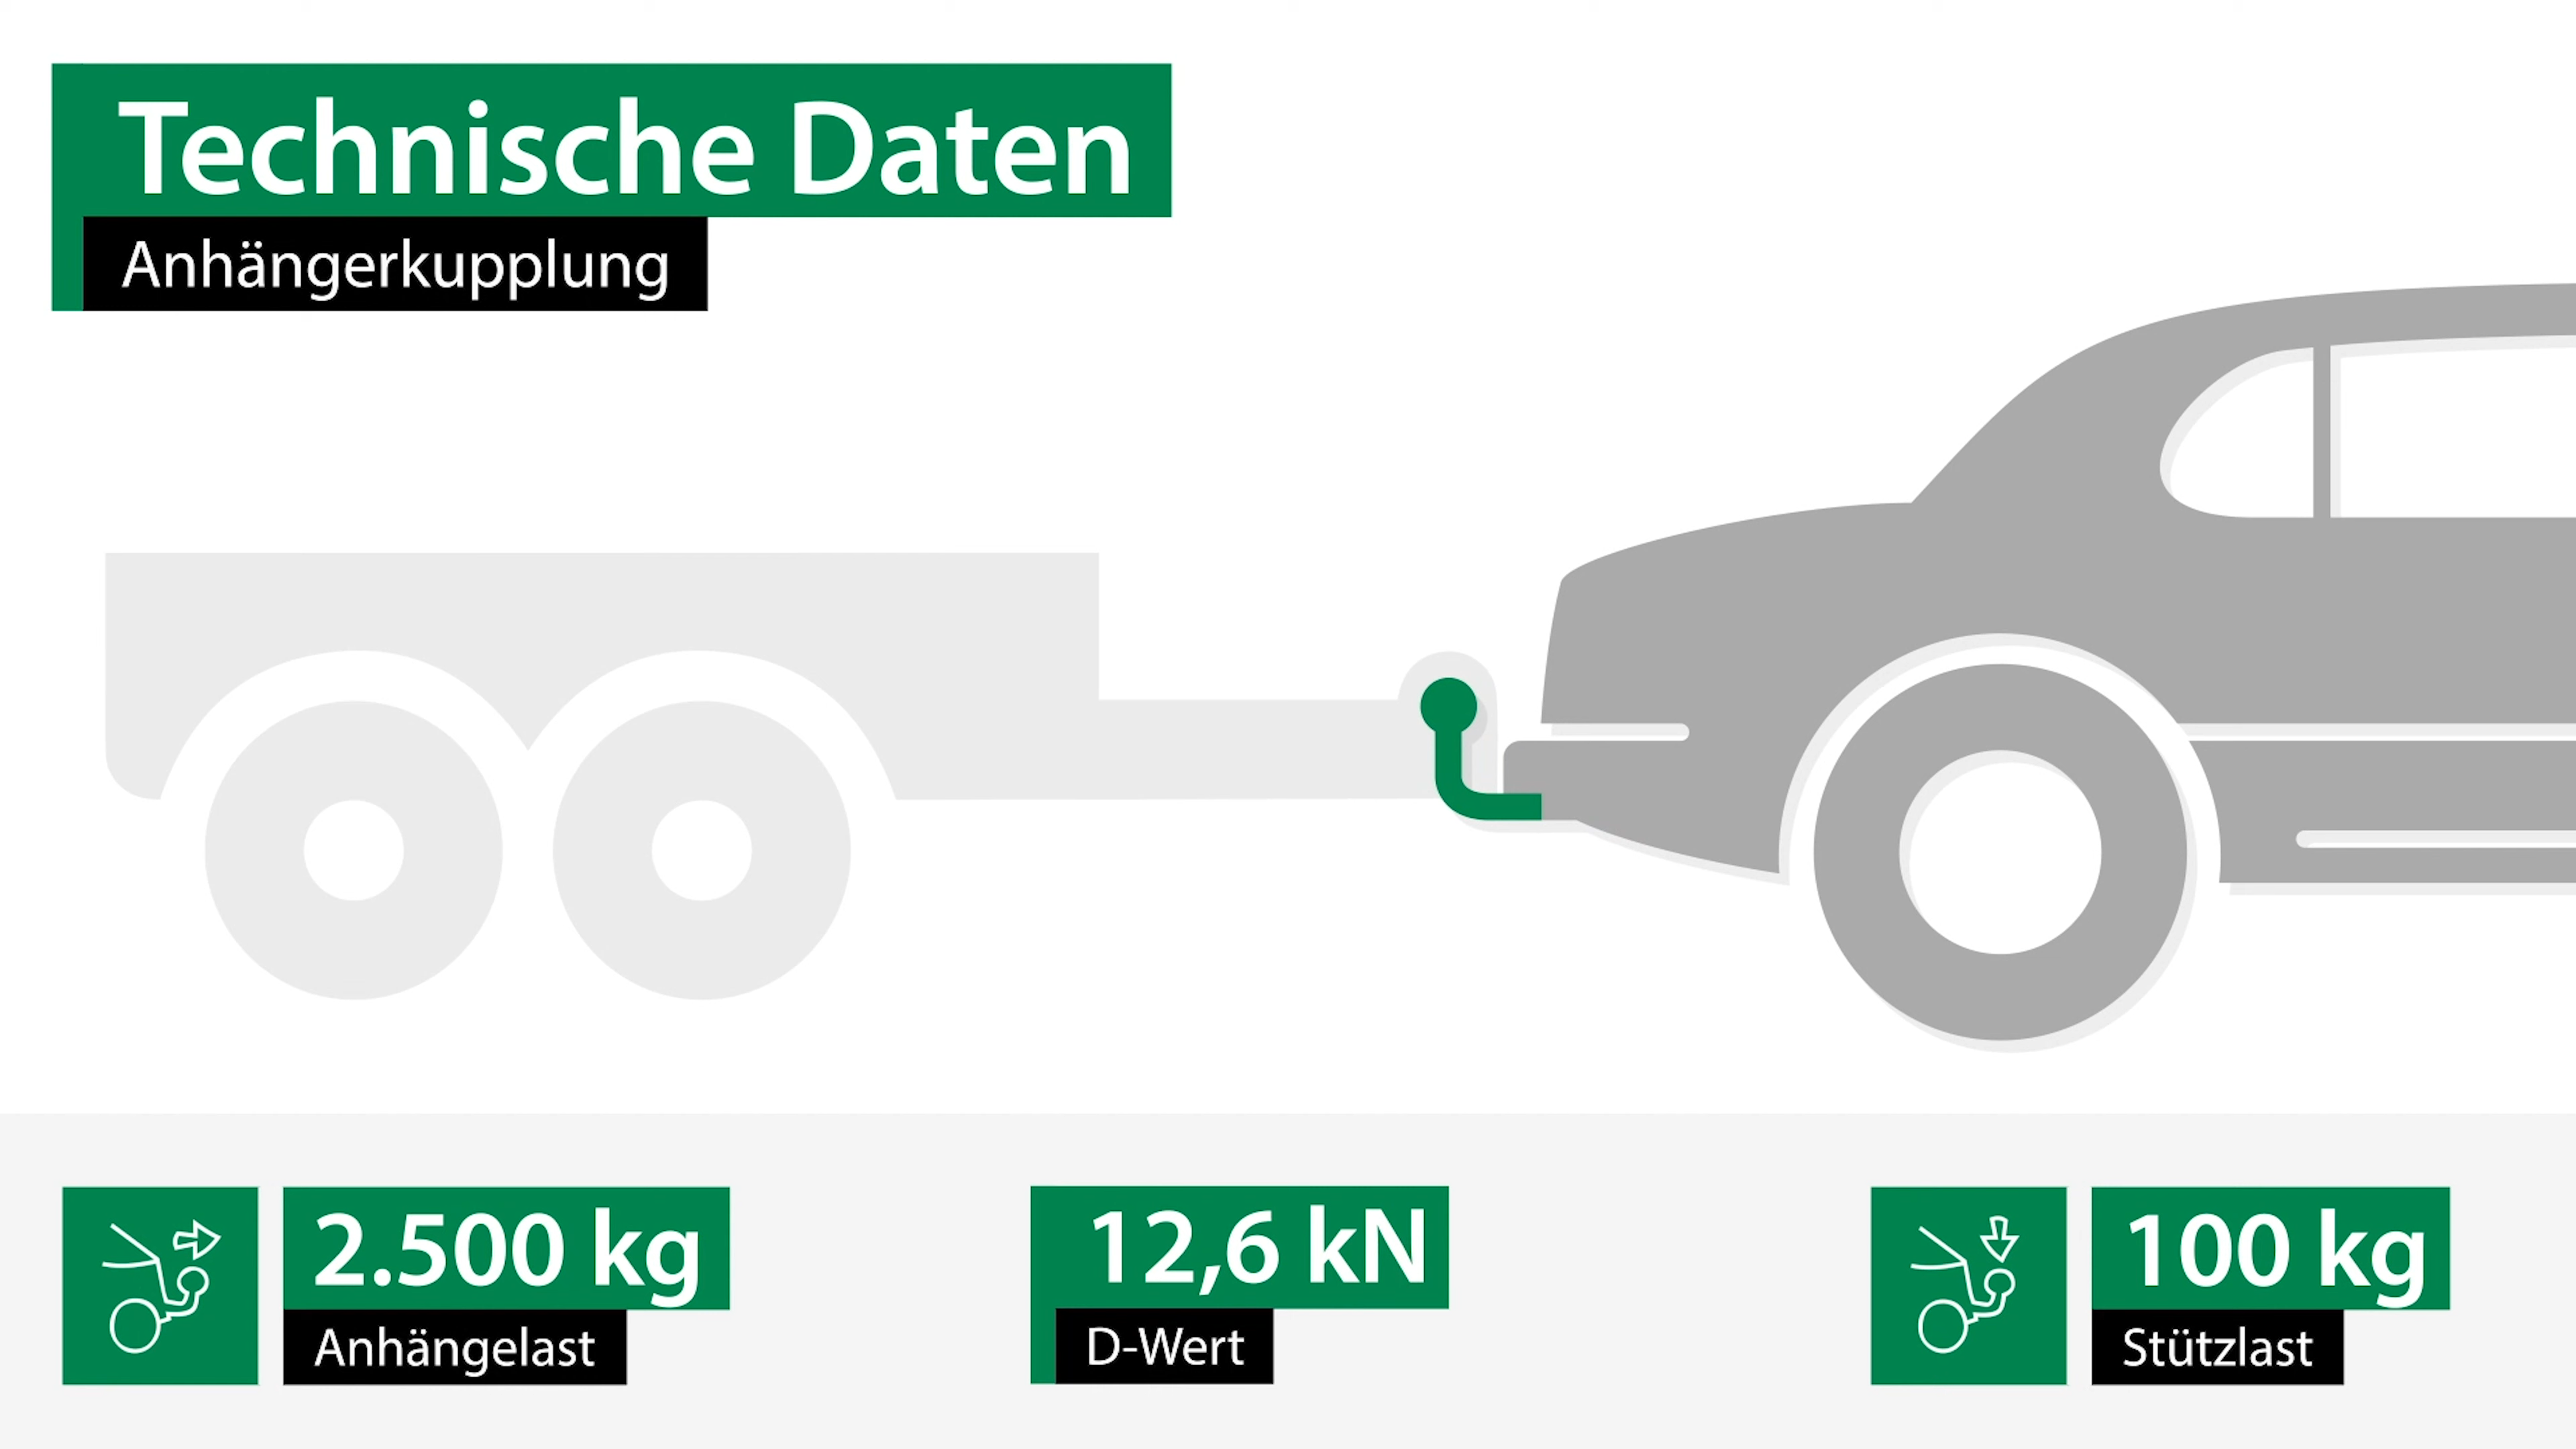 Technische Daten
Anhängerkupplung
2.500 kg
Anhängelast
12,6 kN
D-Wert
100 kg
Stützlast